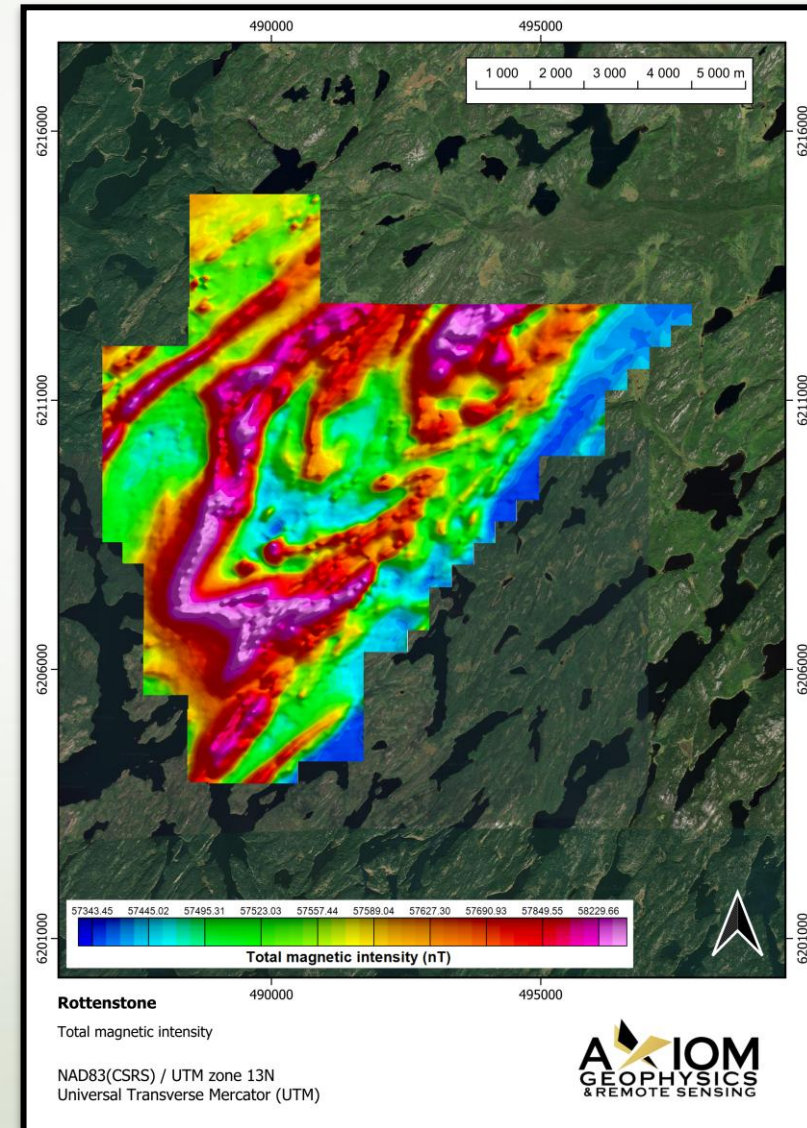 490000 495000
1 000 2 000 3 000 4 000 5 000 m
6216000 6216000
6211000 6211000
6206000 6206000
6201000 6201000
57343.45 57445.02 57495.31 57523.03 57557.44 57589.04 57627.30 57690.93 57849.55 58229.66
Total magnetic intensity (nT)
490000 495000
Rottenstone
Total magnetic intensity
NAD83(CSRS) / UTM zone 13N
Universal Transverse Mercator (UTM)
AXIOM
GEOPHYSICS
& REMOTE SENSING